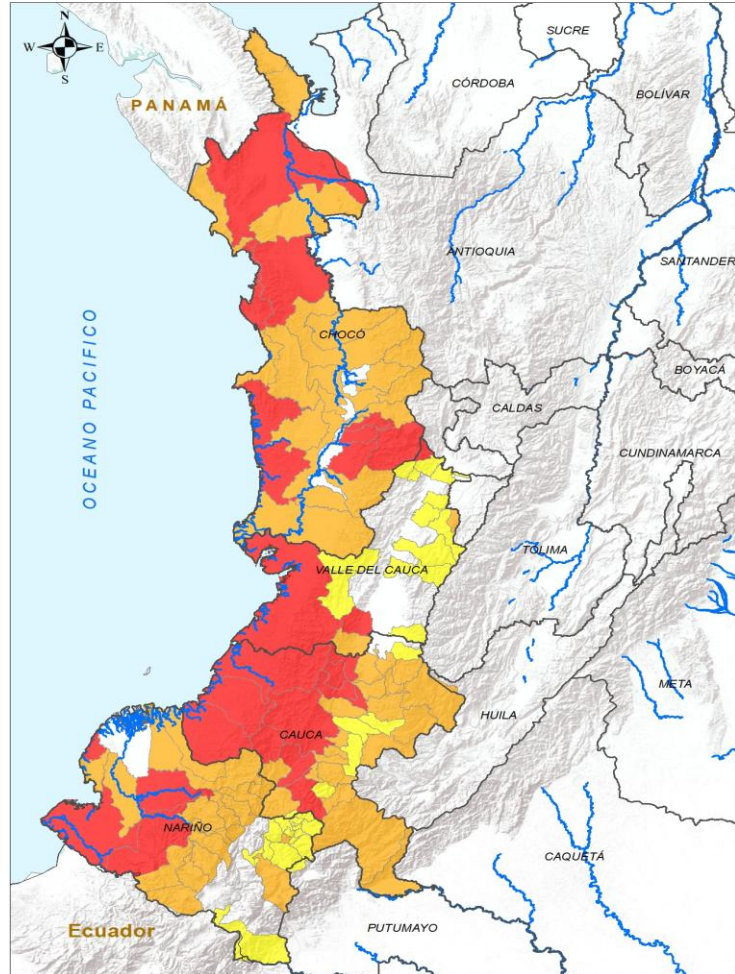 N
W E
S
SUCRE
CÓRDOBA
BOLÍVAR
PANAMÁ
ANTIOQUIA
SANTANDER
OCEANO PACIFICO
CHOCÓ
BOYACÁ
CALDAS
CUNDINAMARCA
TOLIMA
VALLE DEL CAUCA
META
HUILA
CAUCA
NARIÑO
CAQUETÁ
PUTUMAYO
Ecuador